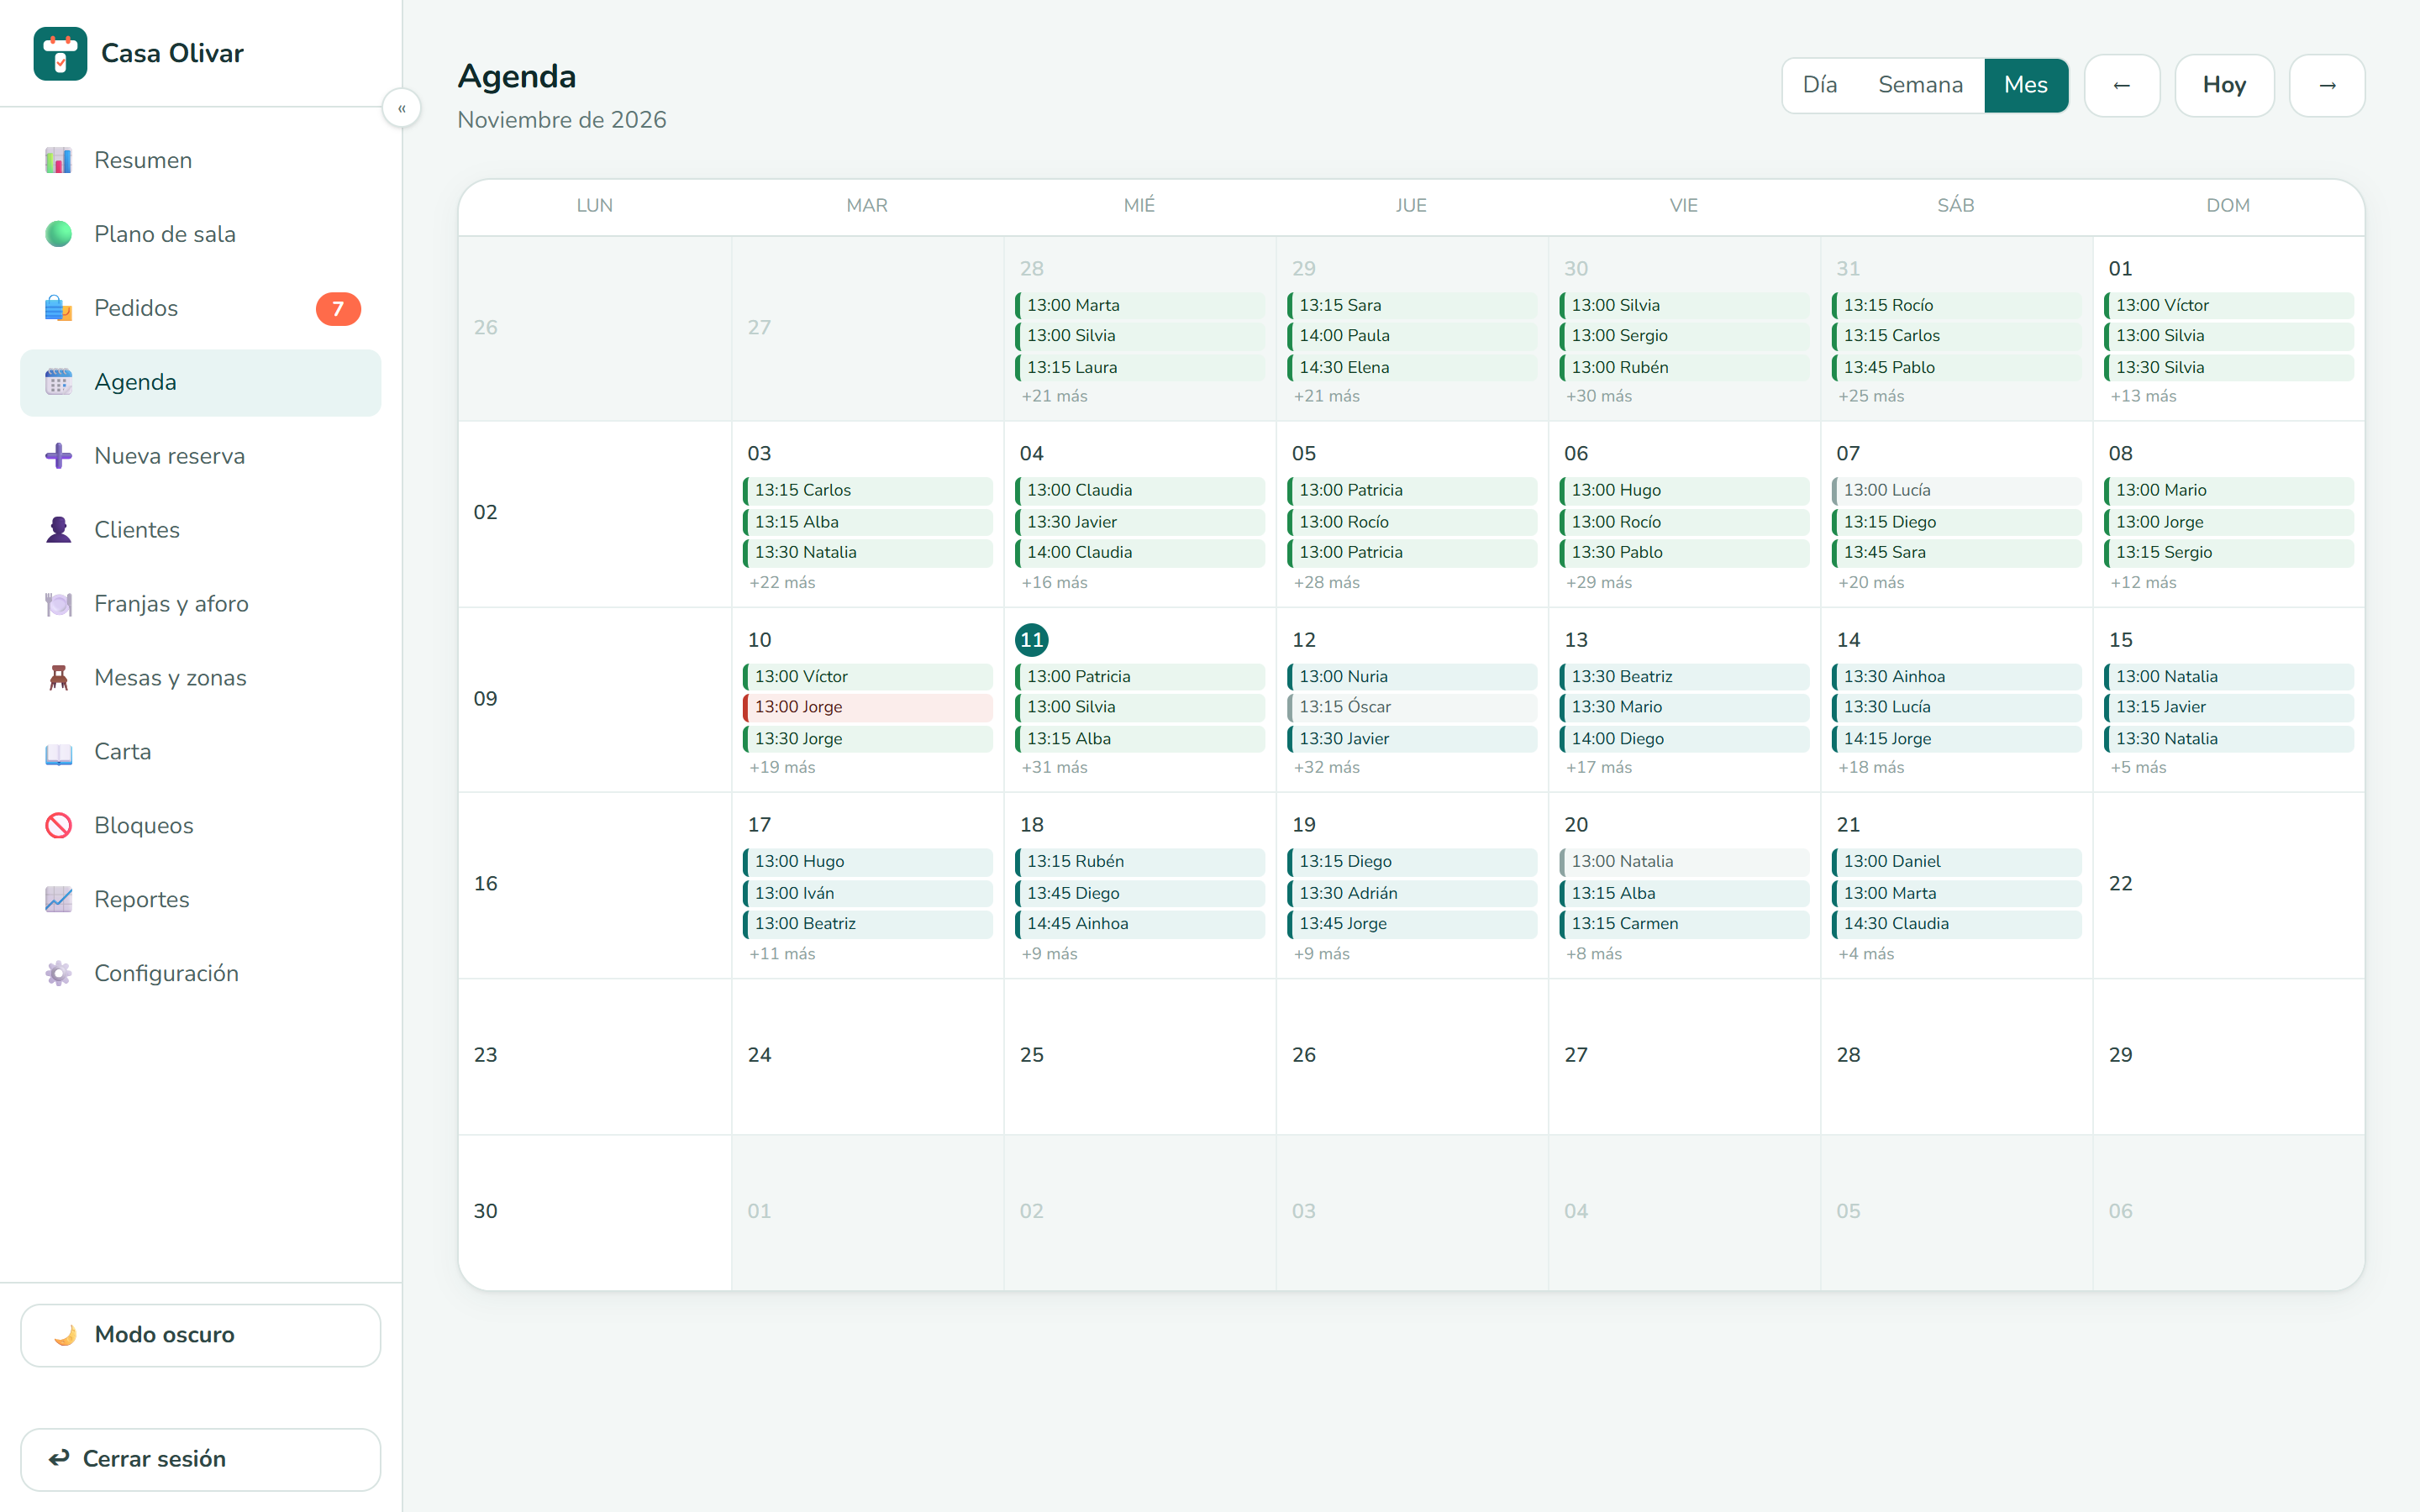 Casa Olivar
«
Resumen
Plano de sala
Pedidos 7
Agenda
Nueva reserva
Clientes
Franjas y aforo
Mesas y zonas
Carta
Bloqueos
Reportes
Configuración
Modo oscuro
Cerrar sesión
Agenda
Noviembre de 2026
Día Semana Mes ← Hoy →
LUN MAR MIÉ JUE VIE SÁB DOM
26
27
28
13:00 Marta
13:00 Silvia
13:15 Laura
+21 más
29
13:15 Sara
14:00 Paula
14:30 Elena
+21 más
30
13:00 Silvia
13:00 Sergio
13:00 Rubén
+30 más
31
13:15 Rocío
13:15 Carlos
13:45 Pablo
+25 más
01
13:00 Víctor
13:00 Silvia
13:30 Silvia
+13 más
02
03
13:15 Carlos
13:15 Alba
13:30 Natalia
+22 más
04
13:00 Claudia
13:30 Javier
14:00 Claudia
+16 más
05
13:00 Patricia
13:00 Rocío
13:00 Patricia
+28 más
06
13:00 Hugo
13:00 Rocío
13:30 Pablo
+29 más
07
13:00 Lucía
13:15 Diego
13:45 Sara
+20 más
08
13:00 Mario
13:00 Jorge
13:15 Sergio
+12 más
09
10
13:00 Víctor
13:00 Jorge
13:30 Jorge
+19 más
11
13:00 Patricia
13:00 Silvia
13:15 Alba
+31 más
12
13:00 Nuria
13:15 Óscar
13:30 Javier
+32 más
13
13:30 Beatriz
13:30 Mario
14:00 Diego
+17 más
14
13:30 Ainhoa
13:30 Lucía
14:15 Jorge
+18 más
15
13:00 Natalia
13:15 Javier
13:30 Natalia
+5 más
16
17
13:00 Hugo
13:00 Iván
13:00 Beatriz
+11 más
18
13:15 Rubén
13:45 Diego
14:45 Ainhoa
+9 más
19
13:15 Diego
13:30 Adrián
13:45 Jorge
+9 más
20
13:00 Natalia
13:15 Alba
13:15 Carmen
+8 más
21
13:00 Daniel
13:00 Marta
14:30 Claudia
+4 más
22
23
24
25
26
27
28
29
30
01
02
03
04
05
06